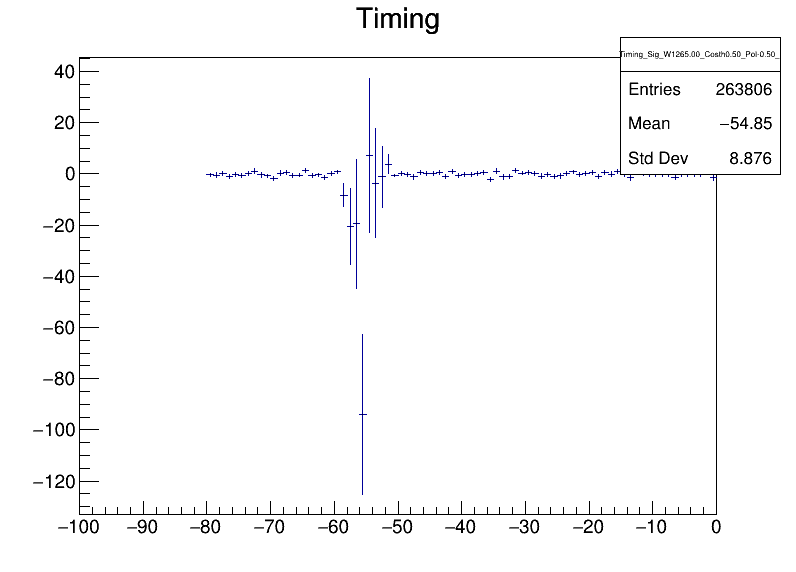 Timing
Timing_Sig_W1265.00_Costh0.50_Pol-0.50_
Entries 263806
Mean −54.85
Std Dev 8.876
40
20
0
−20
−40
−60
−80
−100
−120
−100 −90 −80 −70 −60 −50 −40 −30 −20 −10 0